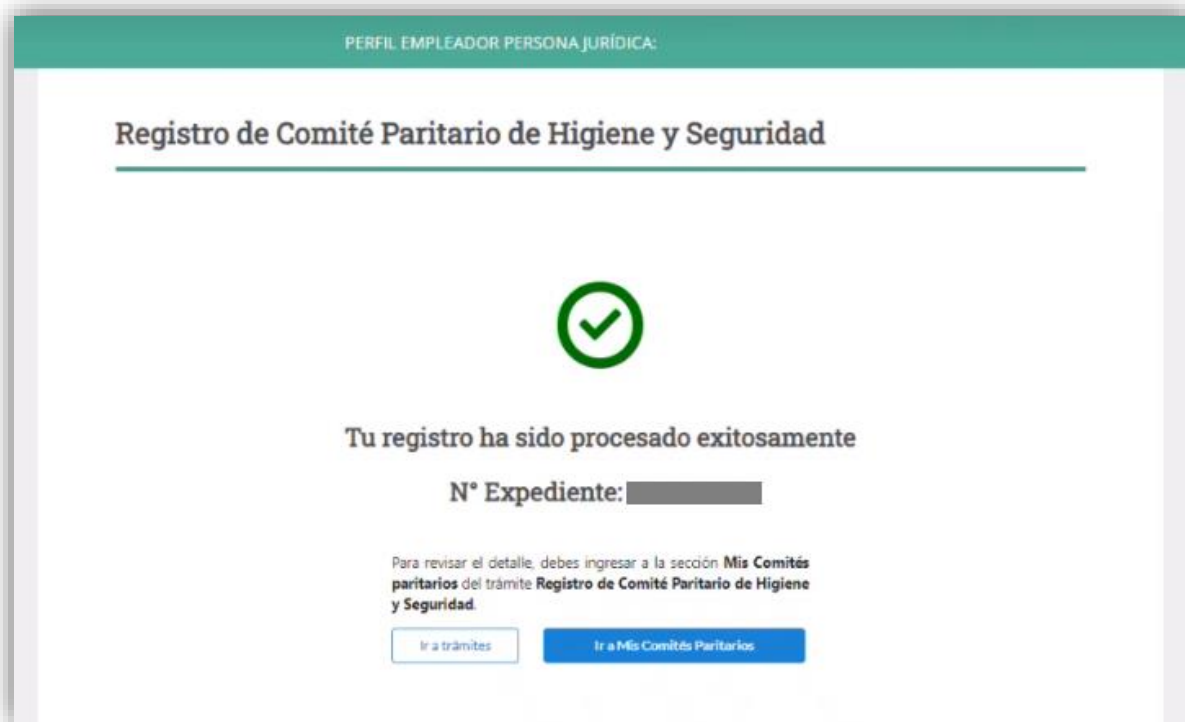 PERFIL EMPLEADOR PERSONA JURÍDICA:
Registro de Comité Paritario de Higiene y Seguridad
Tu registro ha sido procesado exitosamente
N° Expediente:
Para revisar el detalle, debes ingresar a la sección Mis Comités
paritarios del trámite Registro de Comité Paritario de Higiene
y Seguridad.
Ir a trámites
Ir a Mis Comités Paritarios